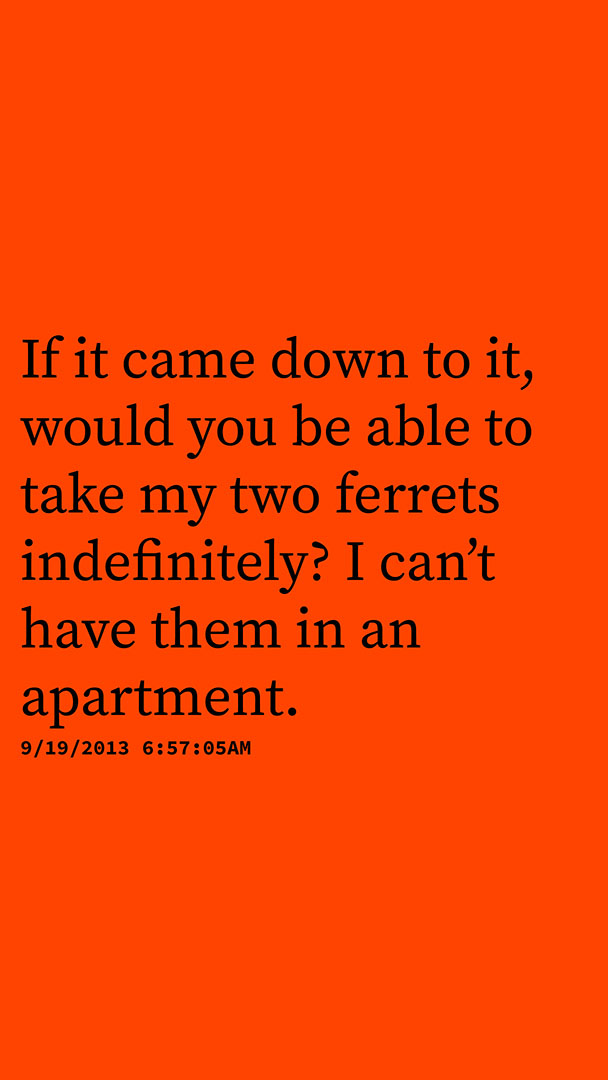 If it came down to it,
would you be able to
take my two ferrets
indefinitely? I can’t
have them in an
apartment.
9/19/2013 6:57:05AM